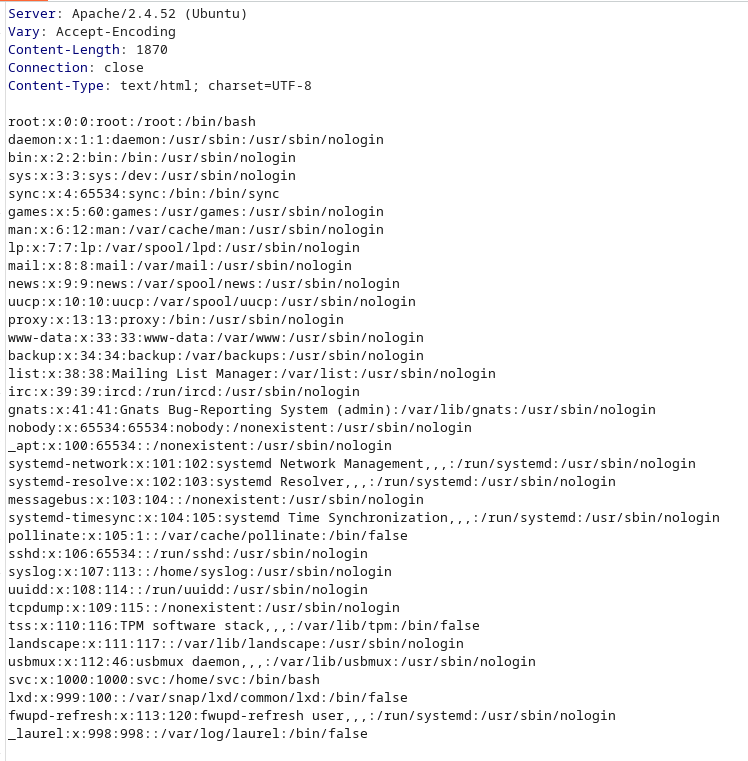 Server: Apache/2.4.52 (Ubuntu)
Vary: Accept-Encoding
Content-Length: 1870
Connection: close
Content-Type: text/html; charset=UTF-8

root:x:0:0:root:/root:/bin/bash
daemon:x:1:1:daemon:/usr/sbin:/usr/sbin/nologin
bin:x:2:2:bin:/bin:/usr/sbin/nologin
sys:x:3:3:sys:/dev:/usr/sbin/nologin
sync:x:4:65534:sync:/bin:/bin/sync
games:x:5:60:games:/usr/games:/usr/sbin/nologin
man:x:6:12:man:/var/cache/man:/usr/sbin/nologin
lp:x:7:7:lp:/var/spool/lpd:/usr/sbin/nologin
mail:x:8:8:mail:/var/mail:/usr/sbin/nologin
news:x:9:9:news:/var/spool/news:/usr/sbin/nologin
uucp:x:10:10:uucp:/var/spool/uucp:/usr/sbin/nologin
proxy:x:13:13:proxy:/bin:/usr/sbin/nologin
www-data:x:33:33:www-data:/var/www:/usr/sbin/nologin
backup:x:34:34:backup:/var/backups:/usr/sbin/nologin
list:x:38:38:Mailing List Manager:/var/list:/usr/sbin/nologin
irc:x:39:39:ircd:/run/ircd:/usr/sbin/nologin
gnats:x:41:41:Gnats Bug-Reporting System (admin):/var/lib/gnats:/usr/sbin/nologin
nobody:x:65534:65534:nobody:/nonexistent:/usr/sbin/nologin
_apt:x:100:65534::/nonexistent:/usr/sbin/nologin
systemd-network:x:101:102:systemd Network Management,,,:/run/systemd:/usr/sbin/nologin
systemd-resolve:x:102:103:systemd Resolver,,,:/run/systemd:/usr/sbin/nologin
messagebus:x:103:104::/nonexistent:/usr/sbin/nologin
systemd-timesync:x:104:105:systemd Time Synchronization,,,:/run/systemd:/usr/sbin/nologin
pollinate:x:105:1::/var/cache/pollinate:/bin/false
sshd:x:106:65534::/run/sshd:/usr/sbin/nologin
syslog:x:107:113::/home/syslog:/usr/sbin/nologin
uuidd:x:108:114::/run/uuidd:/usr/sbin/nologin
tcpdump:x:109:115::/nonexistent:/usr/sbin/nologin
tss:x:110:116:TPM software stack,,,:/var/lib/tpm:/bin/false
landscape:x:111:117::/var/lib/landscape:/usr/sbin/nologin
usbmux:x:112:46:usbmux daemon,,,:/var/lib/usbmux:/usr/sbin/nologin
svc:x:1000:1000:svc:/home/svc:/bin/bash
lxd:x:999:100::/var/snap/lxd/common/lxd:/bin/false
fwupd-refresh:x:113:120:fwupd-refresh user,,,:/run/systemd:/usr/sbin/nologin
_laurel:x:998:998::/var/log/laurel:/bin/false